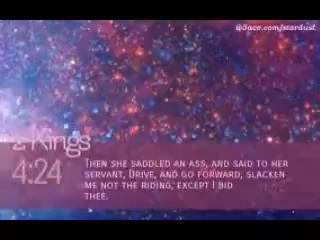 @3ace.com/stardust
2 Kings
4:24
Then she saddled an ass, and said to her
servant, Drive, and go forward; slacken
me not the riding, except I bid
thee.